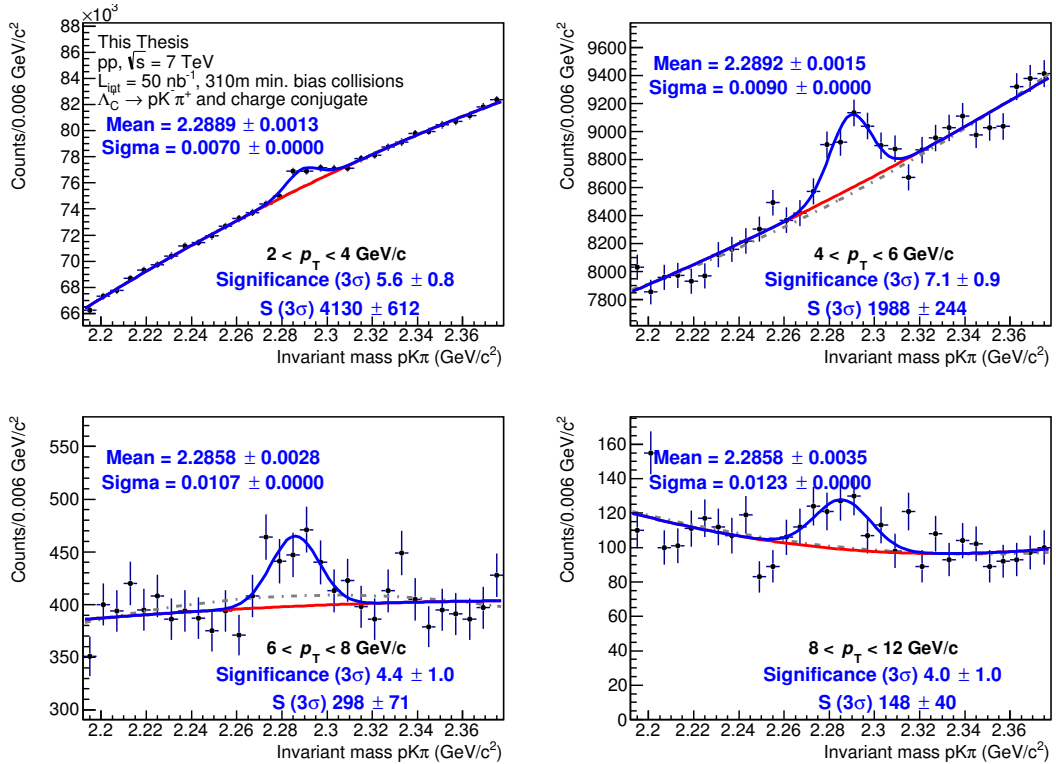 ×10³
88
86
84
82
80
78
76
74
72
70
68
66
Counts/0.006 GeV/c²
This Thesis
pp, √s = 7 TeV
L_int = 50 nb⁻¹, 310m min. bias collisions
Λ_C⁺ → pK⁻π⁺ and charge conjugate
Mean = 2.2889 ± 0.0013
Sigma = 0.0070 ± 0.0000
2 < p_T < 4 GeV/c
Significance (3σ) 5.6 ± 0.8
S (3σ) 4130 ± 612
2.2 2.22 2.24 2.26 2.28 2.3 2.32 2.34 2.36
Invariant mass pKπ (GeV/c²)
9600
9400
9200
9000
8800
8600
8400
8200
8000
7800
Counts/0.006 GeV/c²
Mean = 2.2892 ± 0.0015
Sigma = 0.0090 ± 0.0000
4 < p_T < 6 GeV/c
Significance (3σ) 7.1 ± 0.9
S (3σ) 1988 ± 244
2.2 2.22 2.24 2.26 2.28 2.3 2.32 2.34 2.36
Invariant mass pKπ (GeV/c²)
550
500
450
400
350
300
Counts/0.006 GeV/c²
Mean = 2.2858 ± 0.0028
Sigma = 0.0107 ± 0.0000
6 < p_T < 8 GeV/c
Significance (3σ) 4.4 ± 1.0
S (3σ) 298 ± 71
2.2 2.22 2.24 2.26 2.28 2.3 2.32 2.34 2.36
Invariant mass pKπ (GeV/c²)
160
140
120
100
80
60
40
20
0
Counts/0.006 GeV/c²
Mean = 2.2858 ± 0.0035
Sigma = 0.0123 ± 0.0000
8 < p_T < 12 GeV/c
Significance (3σ) 4.0 ± 1.0
S (3σ) 148 ± 40
2.2 2.22 2.24 2.26 2.28 2.3 2.32 2.34 2.36
Invariant mass pKπ (GeV/c²)